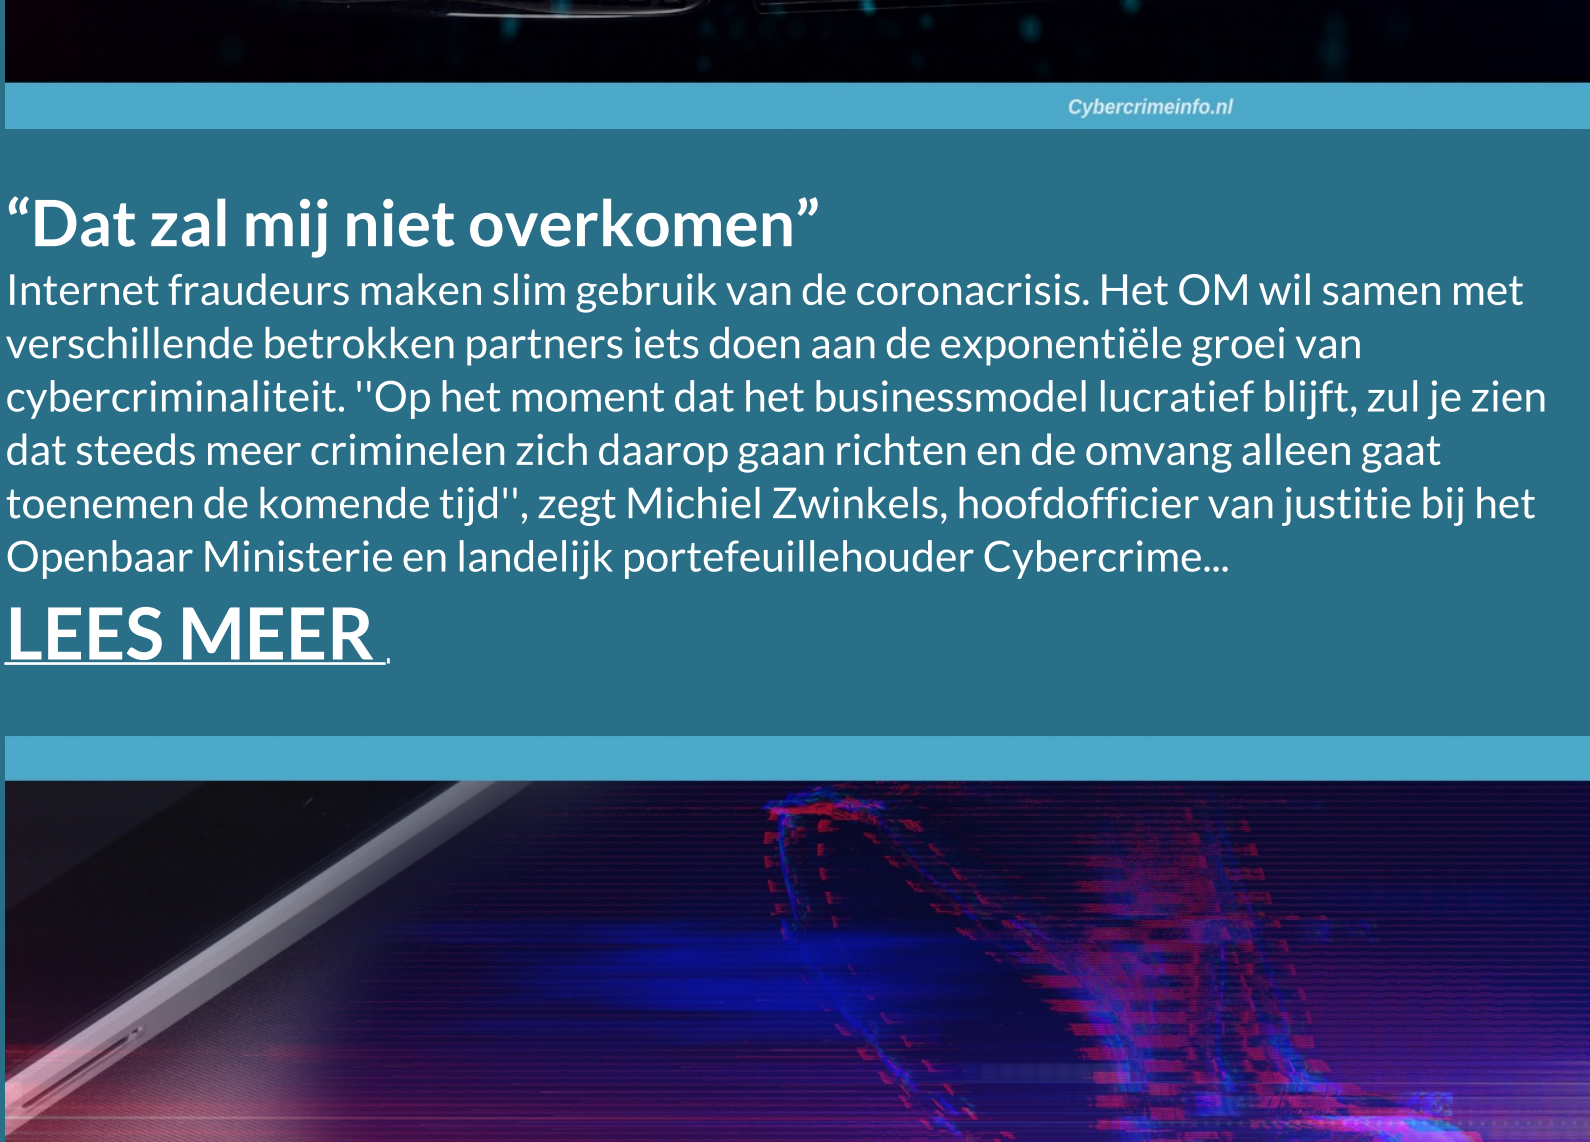 Cybercrimeinfo.nl
“Dat zal mij niet overkomen”
Internet fraudeurs maken slim gebruik van de coronacrisis. Het OM wil samen met
verschillende betrokken partners iets doen aan de exponentiële groei van
cybercriminaliteit. ''Op het moment dat het businessmodel lucratief blijft, zul je zien
dat steeds meer criminelen zich daarop gaan richten en de omvang alleen gaat
toenemen de komende tijd'', zegt Michiel Zwinkels, hoofdofficier van justitie bij het
Openbaar Ministerie en landelijk portefeuillehouder Cybercrime...
LEES MEER .